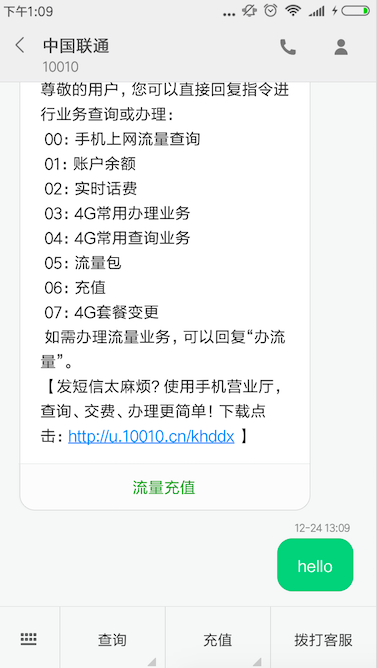 下午1:09
中国联通
10010
尊敬的用户，您可以直接回复指令进
行业务查询或办理：
00：手机上网流量查询
01：账户余额
02：实时话费
03：4G常用办理业务
04：4G常用查询业务
05：流量包
06：充值
07：4G套餐变更
如需办理流量业务，可以回复“办流
量”。
【发短信太麻烦？使用手机营业厅，
查询、交费、办理更简单！下载点
击：http://u.10010.cn/khddx 】
流量充值
12-24 13:09
hello
查询
充值
拨打客服